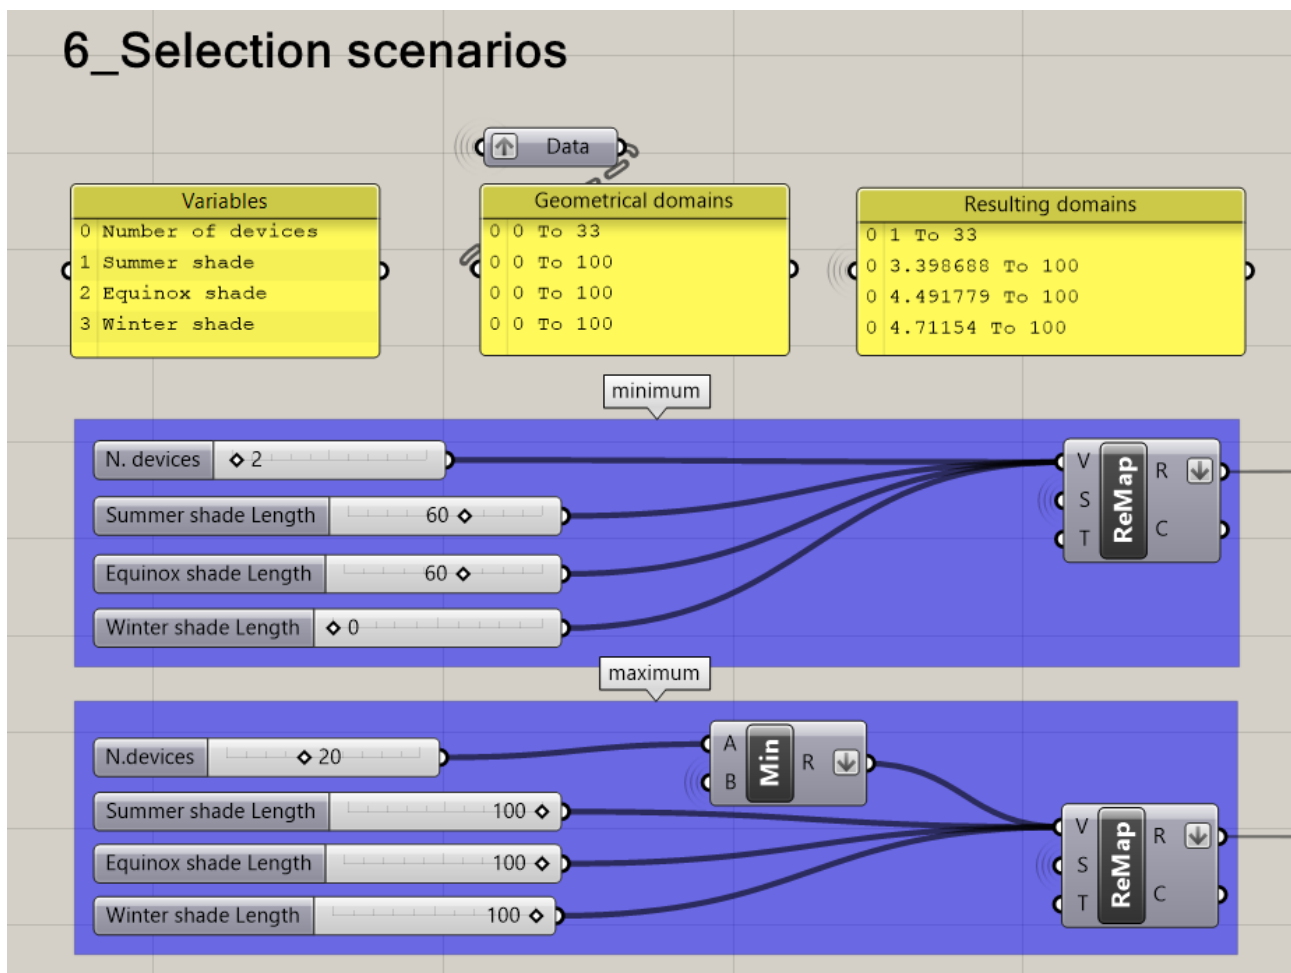 6_Selection scenarios
Data
Variables
0 Number of devices
1 Summer shade
2 Equinox shade
3 Winter shade
Geometrical domains
0 0 To 33
0 0 To 100
0 0 To 100
0 0 To 100
Resulting domains
0 1 To 33
0 3.398688 To 100
0 4.491779 To 100
0 4.71154 To 100
minimum
N. devices 2
Summer shade Length 60
Equinox shade Length 60
Winter shade Length 0
V
S
T
ReMap
R
C
maximum
N.devices 20
Summer shade Length 100
Equinox shade Length 100
Winter shade Length 100
A
B
Min
R
V
S
T
ReMap
R
C